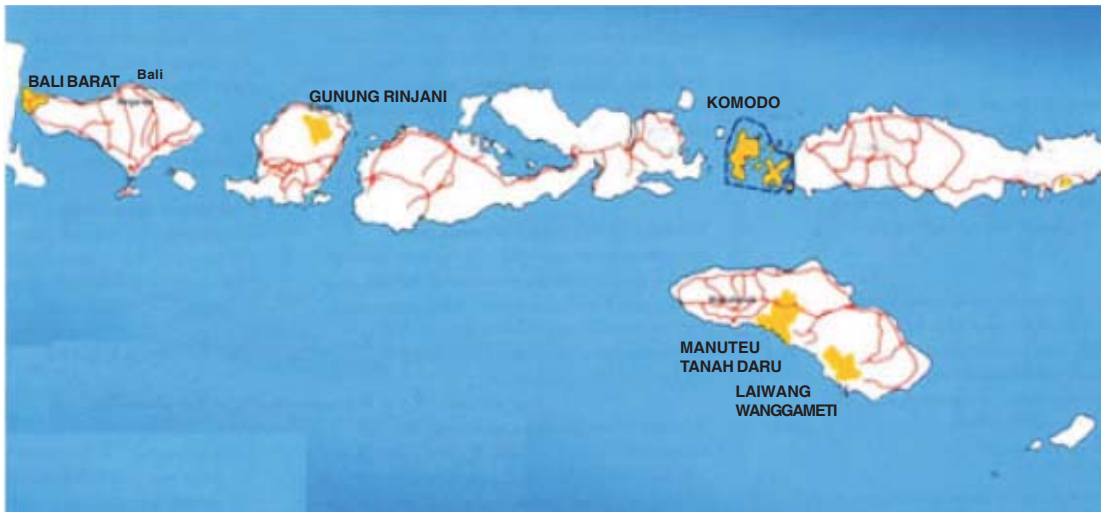 BALI BARAT
Bali
GUNUNG RINJANI
KOMODO
MANUTEU
TANAH DARU
LAIWANG
WANGGAMETI